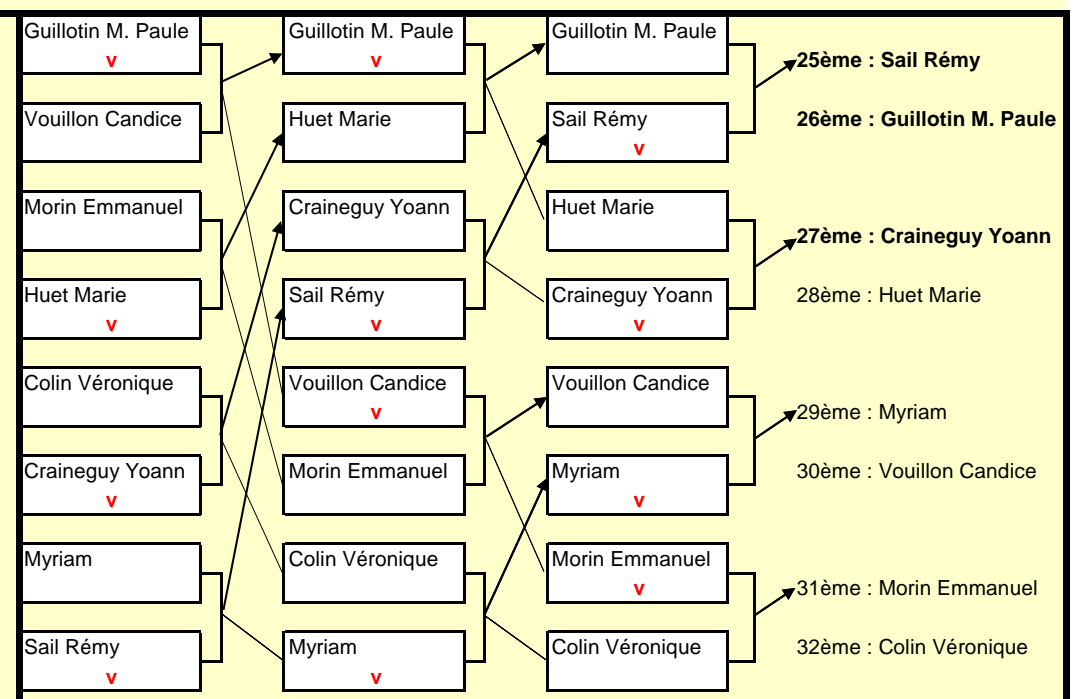 Guillotin M. Paule
v
Vouillon Candice
Morin Emmanuel
Huet Marie
v
Colin Véronique
Craineguy Yoann
v
Myriam
Sail Rémy
v
Guillotin M. Paule
v
Huet Marie
Craineguy Yoann
Sail Rémy
v
Vouillon Candice
v
Morin Emmanuel
Colin Véronique
Myriam
v
Guillotin M. Paule
Sail Rémy
v
Huet Marie
Craineguy Yoann
v
Vouillon Candice
Myriam
v
Morin Emmanuel
v
Colin Véronique
25ème : Sail Rémy
26ème : Guillotin M. Paule
27ème : Craineguy Yoann
28ème : Huet Marie
29ème : Myriam
30ème : Vouillon Candice
31ème : Morin Emmanuel
32ème : Colin Véronique